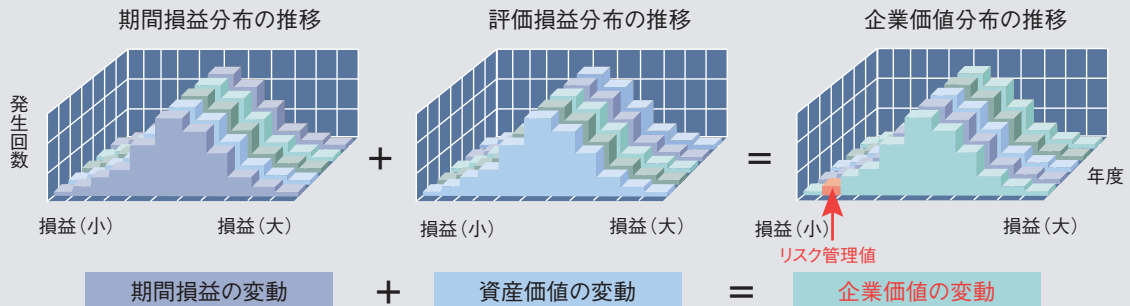 期間損益分布の推移
評価損益分布の推移
企業価値分布の推移
発生回数
+
=
年度
損益(小)
損益(大)
損益(小)
損益(大)
損益(小)
損益(大)
リスク管理値
期間損益の変動 + 資産価値の変動 = 企業価値の変動